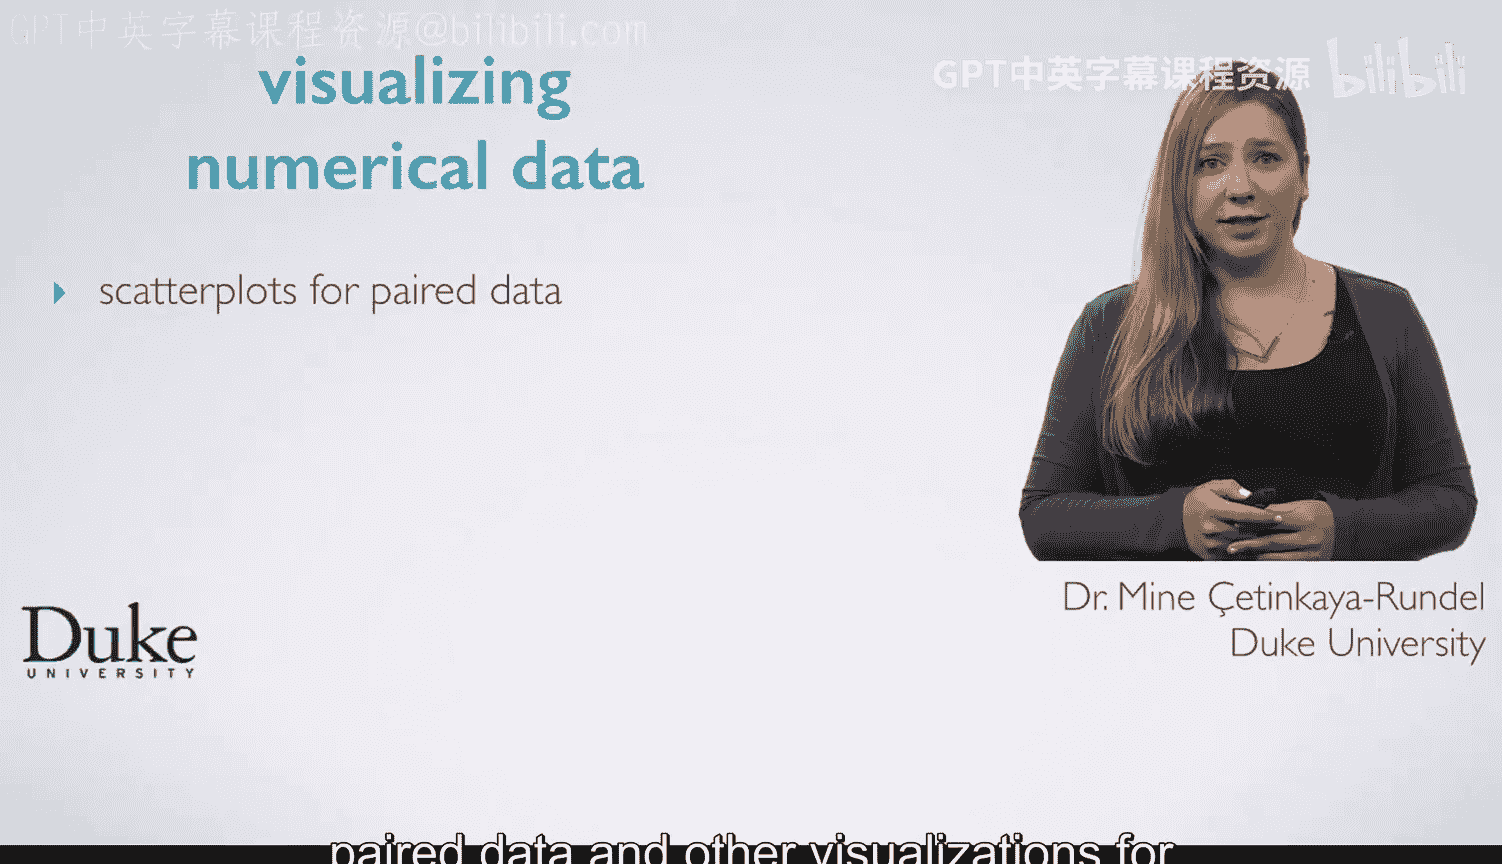 GPT中英字幕课程资源@bilibili.com
GPT中英字幕课程资源 bilibili
visualizing
numerical data
scatterplots for paired data
Dr. Mine Çetinkaya-Rundel
Duke University
Duke
UNIVERSITY
paired data and other visualizations for